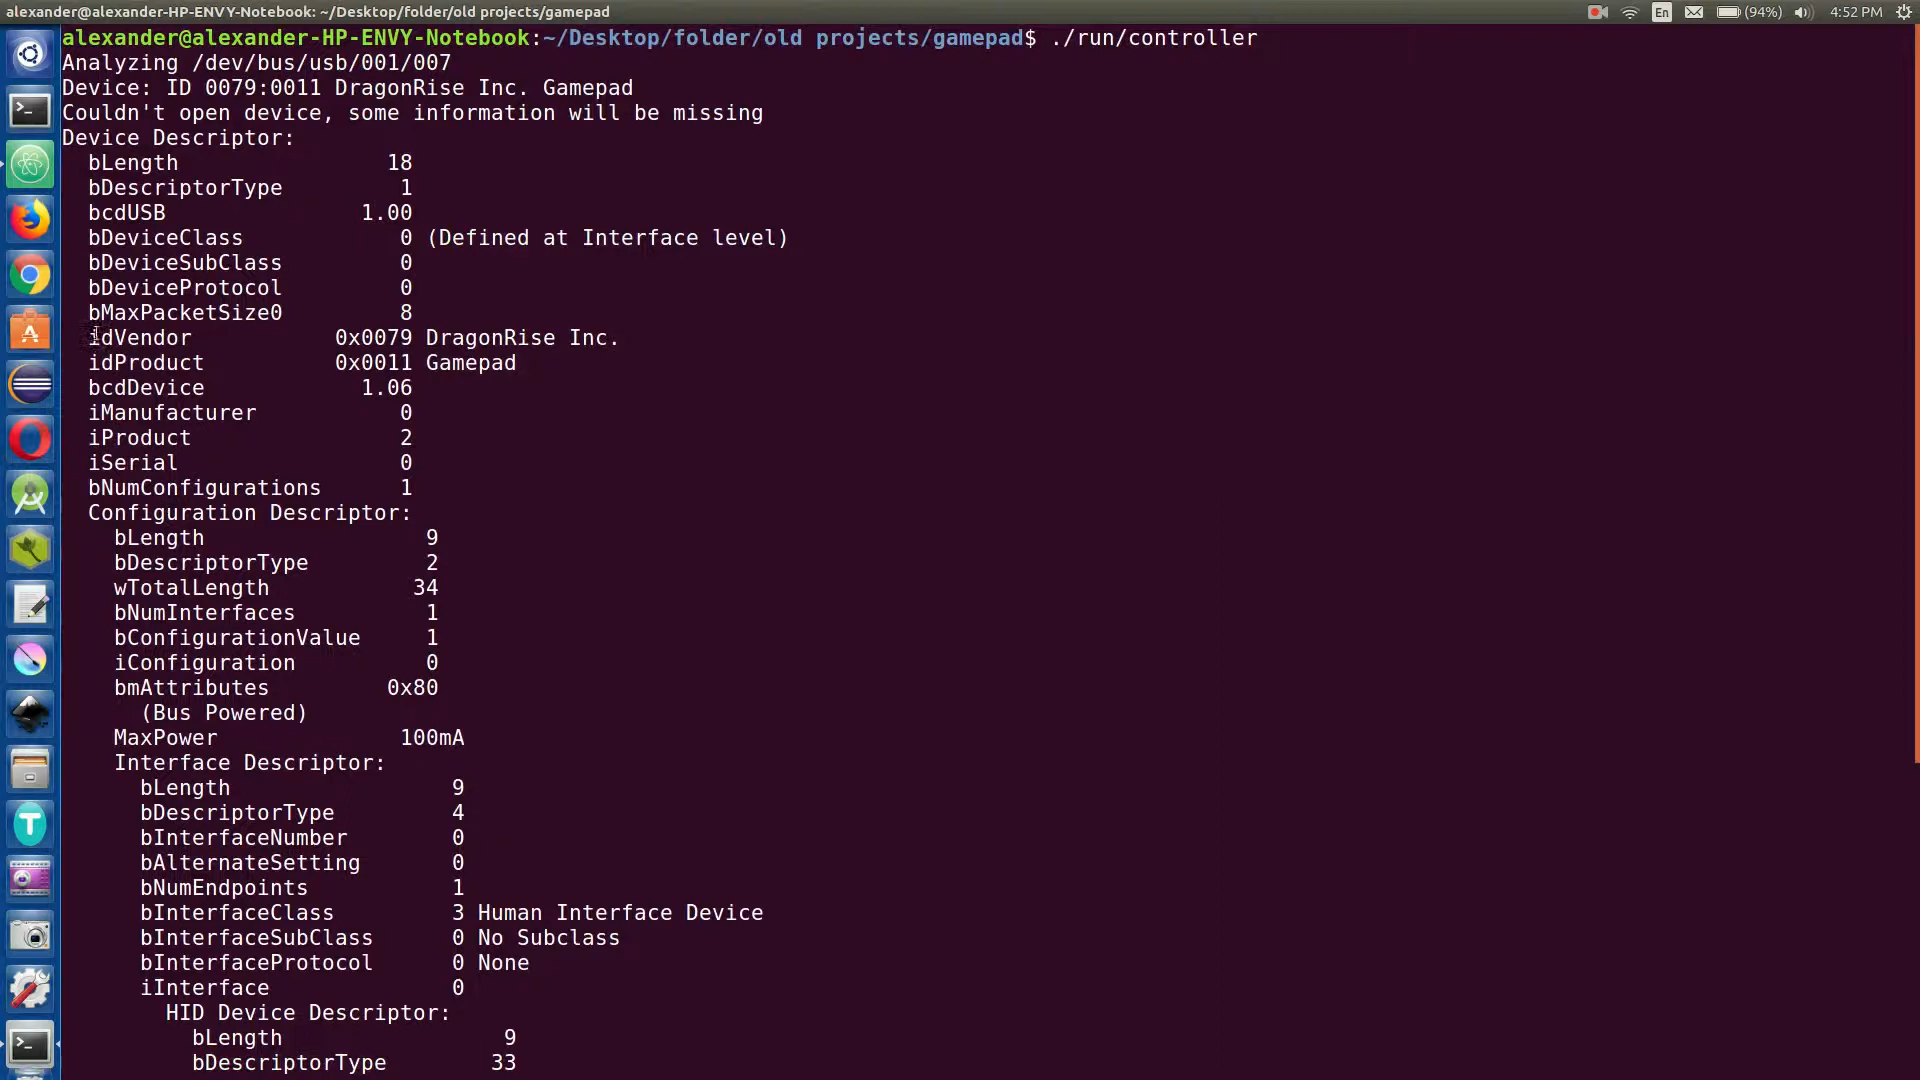 alexander@alexander-HP-ENVY-Notebook: ~/Desktop/folder/old projects/gamepad
En
(94%)
4:52 PM
alexander@alexander-HP-ENVY-Notebook:~/Desktop/folder/old projects/gamepad$ ./run/controller
Analyzing /dev/bus/usb/001/007
Device: ID 0079:0011 DragonRise Inc. Gamepad
Couldn't open device, some information will be missing
Device Descriptor:
bLength 18
bDescriptorType 1
bcdUSB 1.00
bDeviceClass 0 (Defined at Interface level)
bDeviceSubClass 0
bDeviceProtocol 0
bMaxPacketSize0 8
idVendor 0x0079 DragonRise Inc.
idProduct 0x0011 Gamepad
bcdDevice 1.06
iManufacturer 0
iProduct 2
iSerial 0
bNumConfigurations 1
Configuration Descriptor:
bLength 9
bDescriptorType 2
wTotalLength 34
bNumInterfaces 1
bConfigurationValue 1
iConfiguration 0
bmAttributes 0x80
(Bus Powered)
MaxPower 100mA
Interface Descriptor:
bLength 9
bDescriptorType 4
bInterfaceNumber 0
bAlternateSetting 0
bNumEndpoints 1
bInterfaceClass 3 Human Interface Device
bInterfaceSubClass 0 No Subclass
bInterfaceProtocol 0 None
iInterface 0
HID Device Descriptor:
bLength 9
bDescriptorType 33